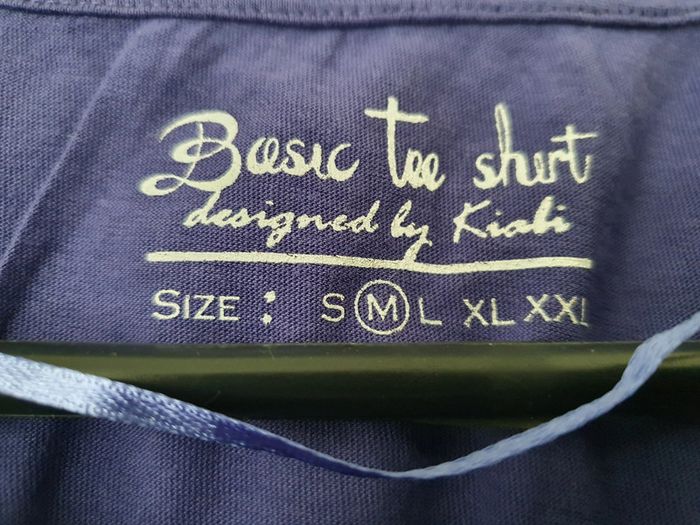 Basic tee shirt
designed by Kiabi
SIZE : S M L XL XXL